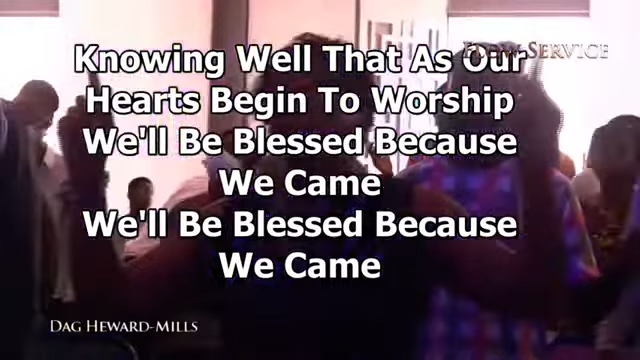 Knowing Well That As Our
Hearts Begin To Worship
We'll Be Blessed Because
We Came
We'll Be Blessed Because
We Came
Flow Service
Dag Heward-Mills